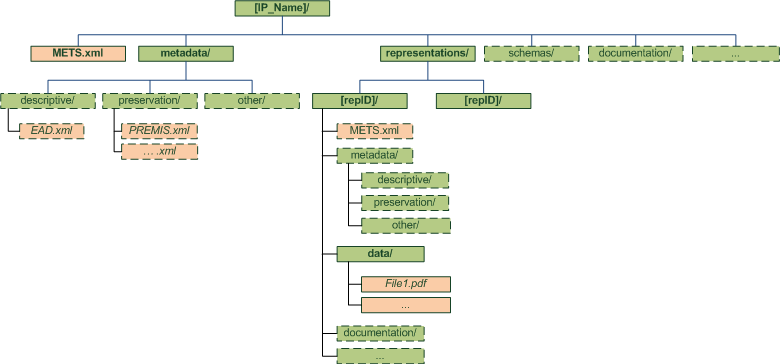 [IP_Name]/
METS.xml
metadata/
representations/
schemas/
documentation/
...
descriptive/
preservation/
other/
[repID]/
[repID]/
EAD.xml
PREMIS.xml
... .xml
METS.xml
metadata/
descriptive/
preservation/
other/
data/
File1.pdf
...
documentation/
...